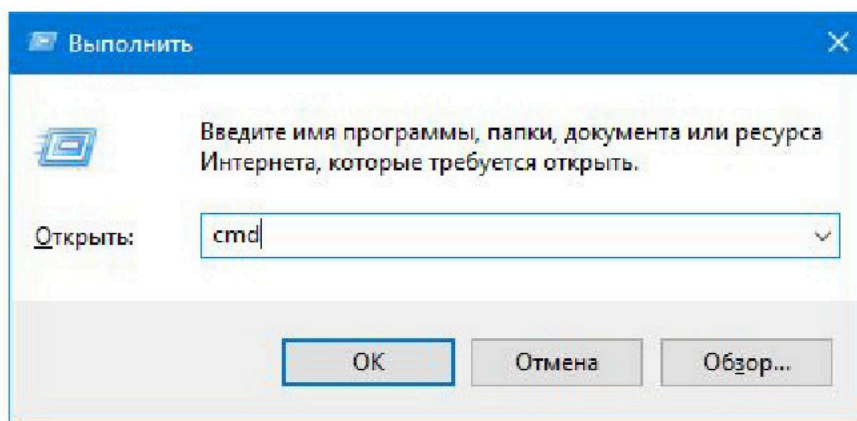 Выполнить
Введите имя программы, папки, документа или ресурса
Интернета, которые требуется открыть.
Открыть: cmd
OK Отмена Обзор...